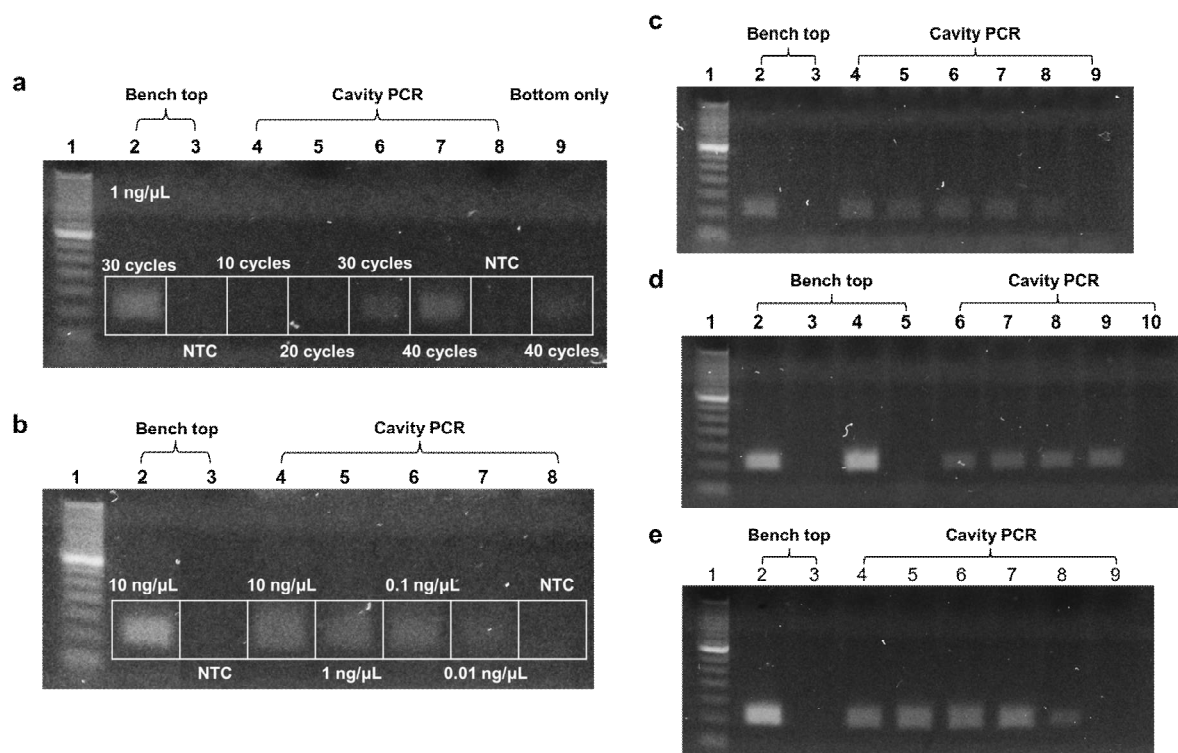 a
Bench top
Cavity PCR
Bottom only
1 2 3 4 5 6 7 8 9
1 ng/µL
30 cycles 10 cycles 30 cycles NTC
NTC 20 cycles 40 cycles 40 cycles
b
Bench top
Cavity PCR
1 2 3 4 5 6 7 8
10 ng/µL 10 ng/µL 0.1 ng/µL NTC
NTC 1 ng/µL 0.01 ng/µL
c
Bench top
Cavity PCR
1 2 3 4 5 6 7 8 9
d
Bench top
Cavity PCR
1 2 3 4 5 6 7 8 9 10
e
Bench top
Cavity PCR
1 2 3 4 5 6 7 8 9